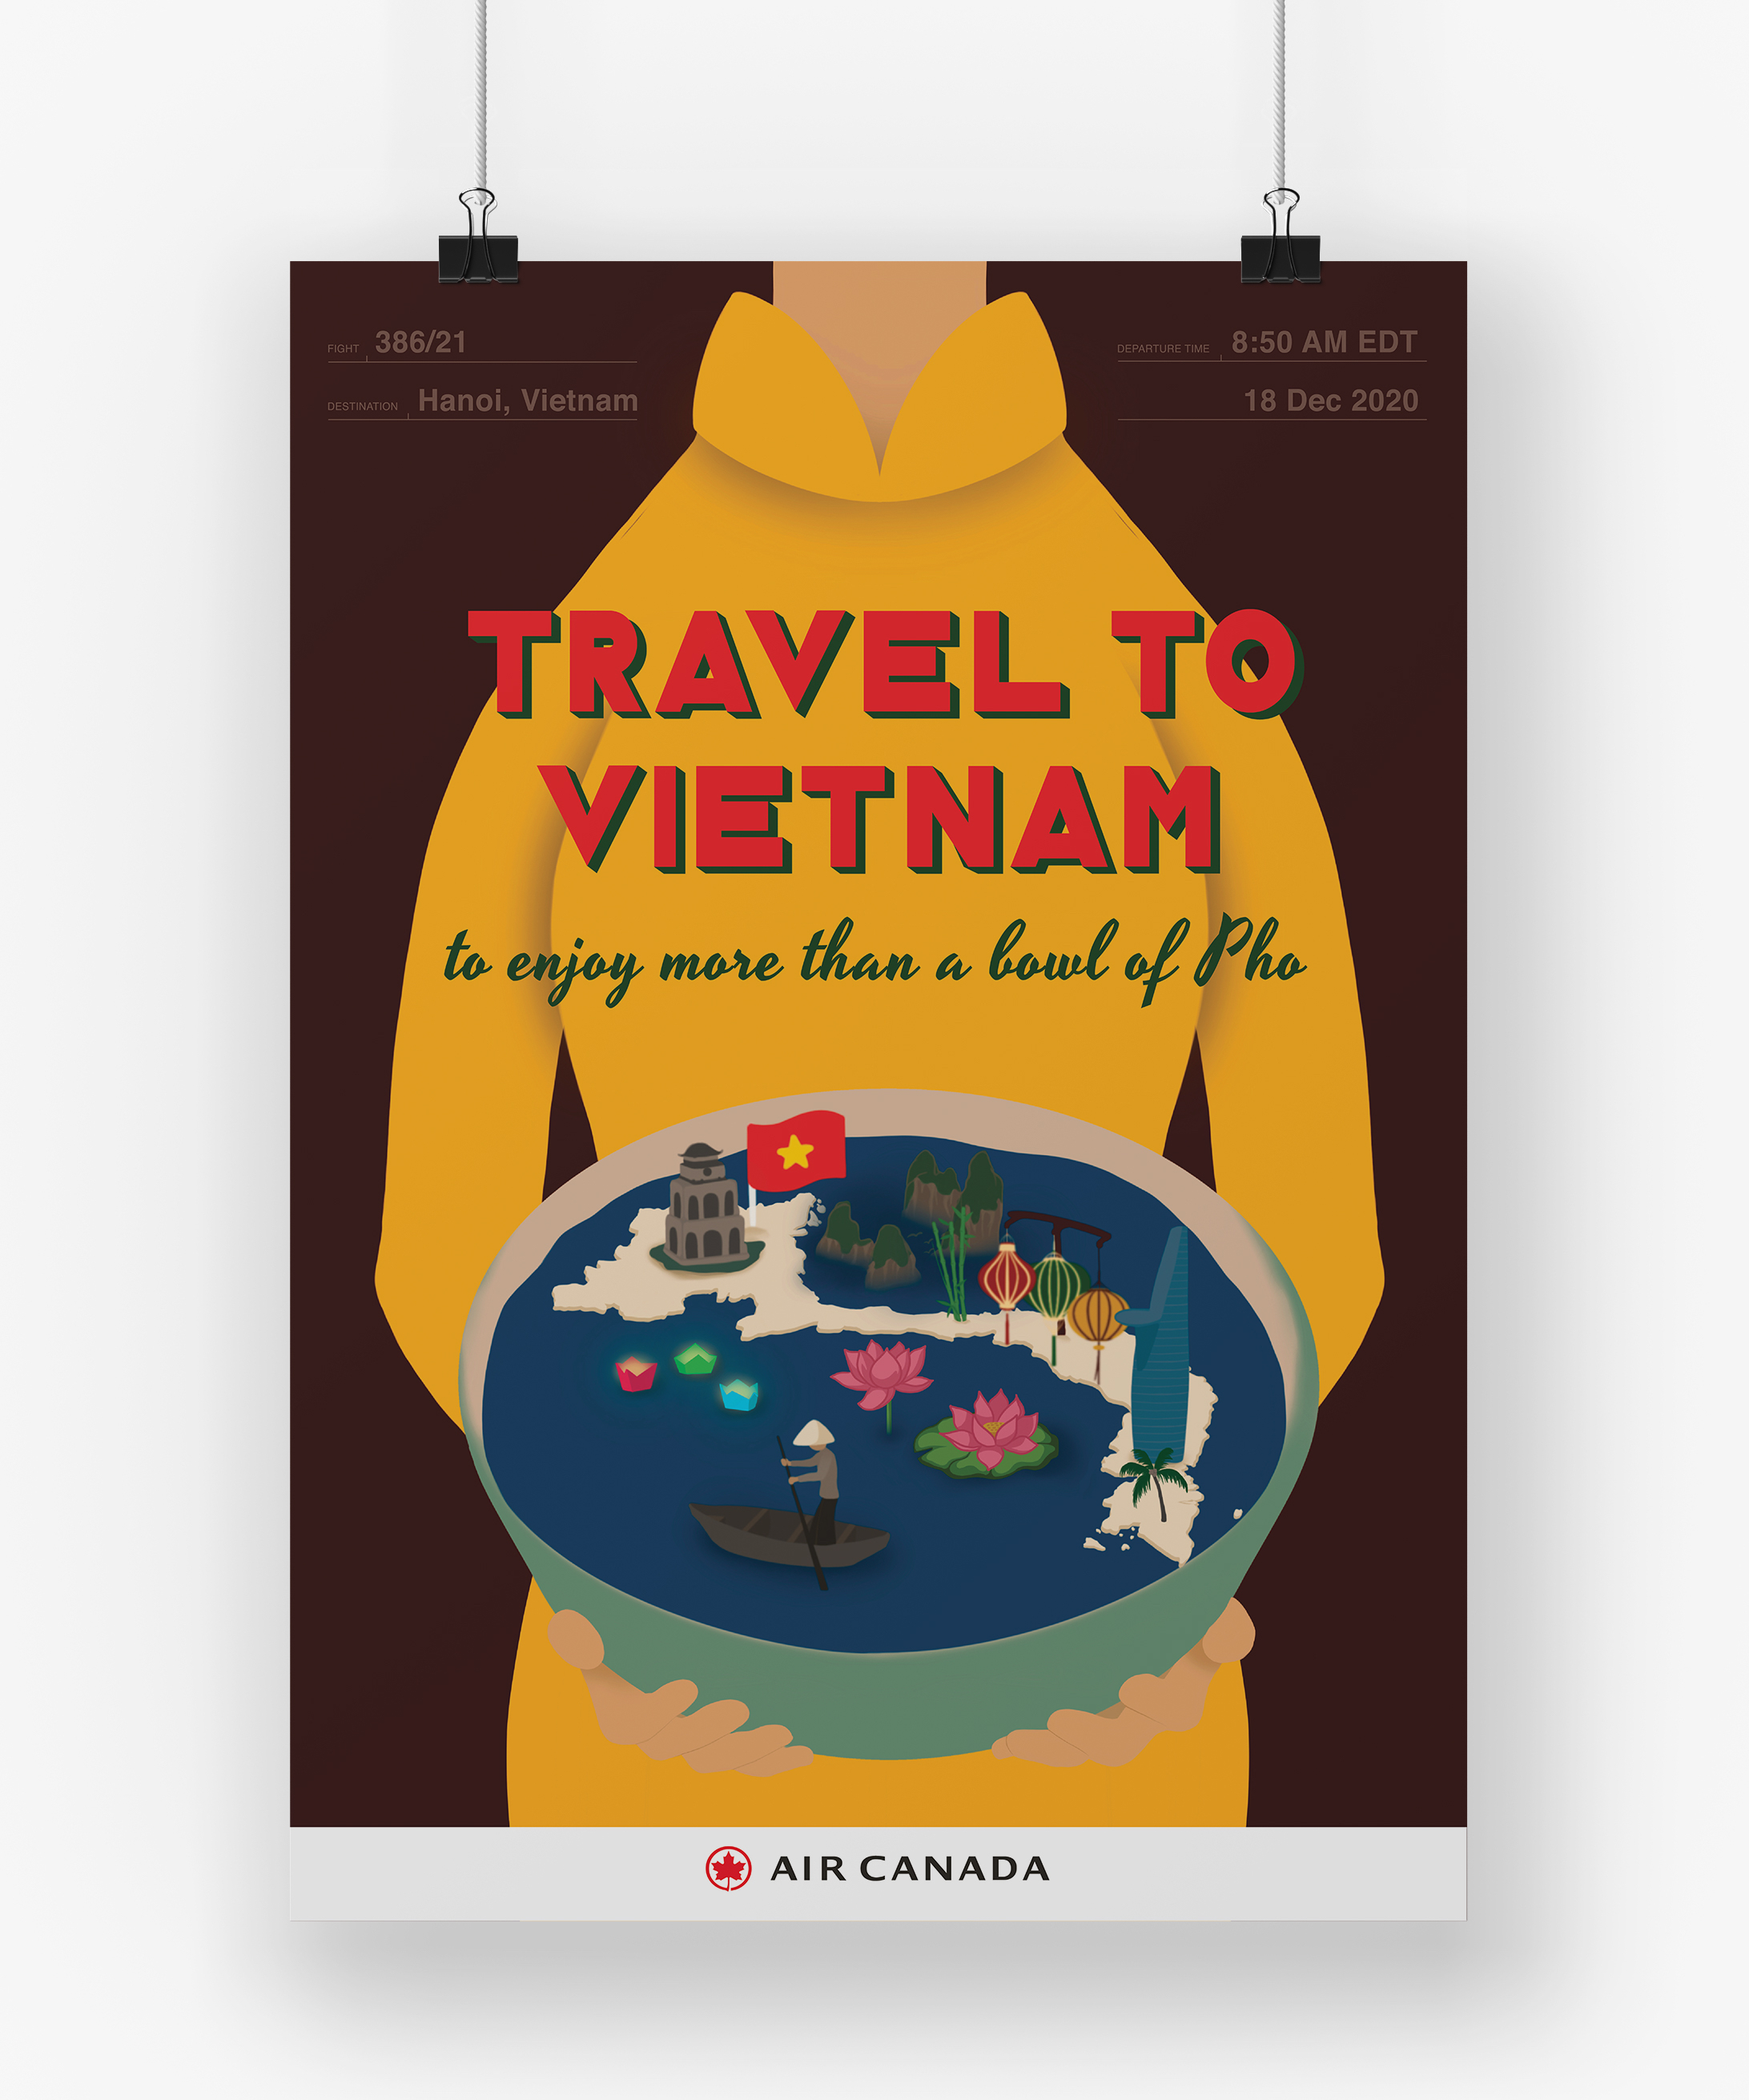 FIGHT 386/21
DESTINATION Hanoi, Vietnam
DEPARTURE TIME 8:50 AM EDT
18 Dec 2020
TRAVEL TO
VIETNAM
to enjoy more than a bowl of Pho
AIR CANADA